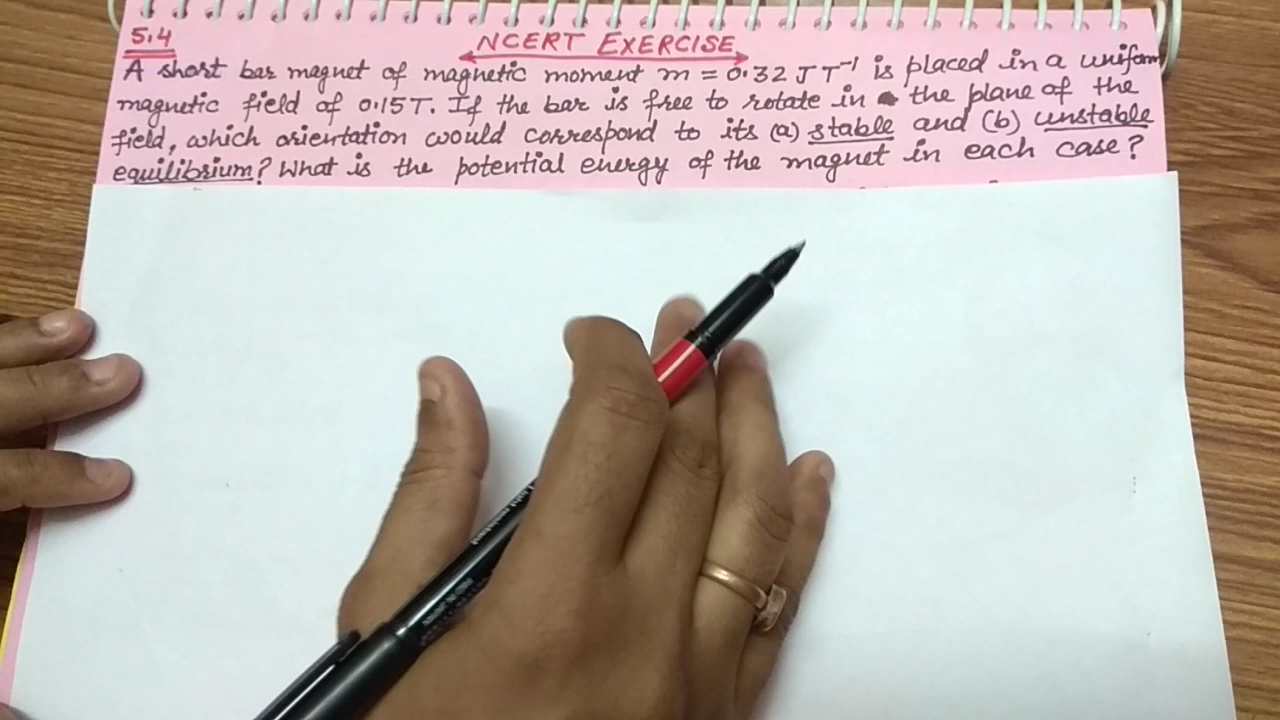 5.4
NCERT EXERCISE
A short bar magnet of magnetic moment m = 0.32 J T⁻¹ is placed in a uniform
magnetic field of 0.15T. If the bar is free to rotate in the plane of the
field, which orientation would correspond to its (a) stable and (b) unstable
equilibrium? What is the potential energy of the magnet in each case?